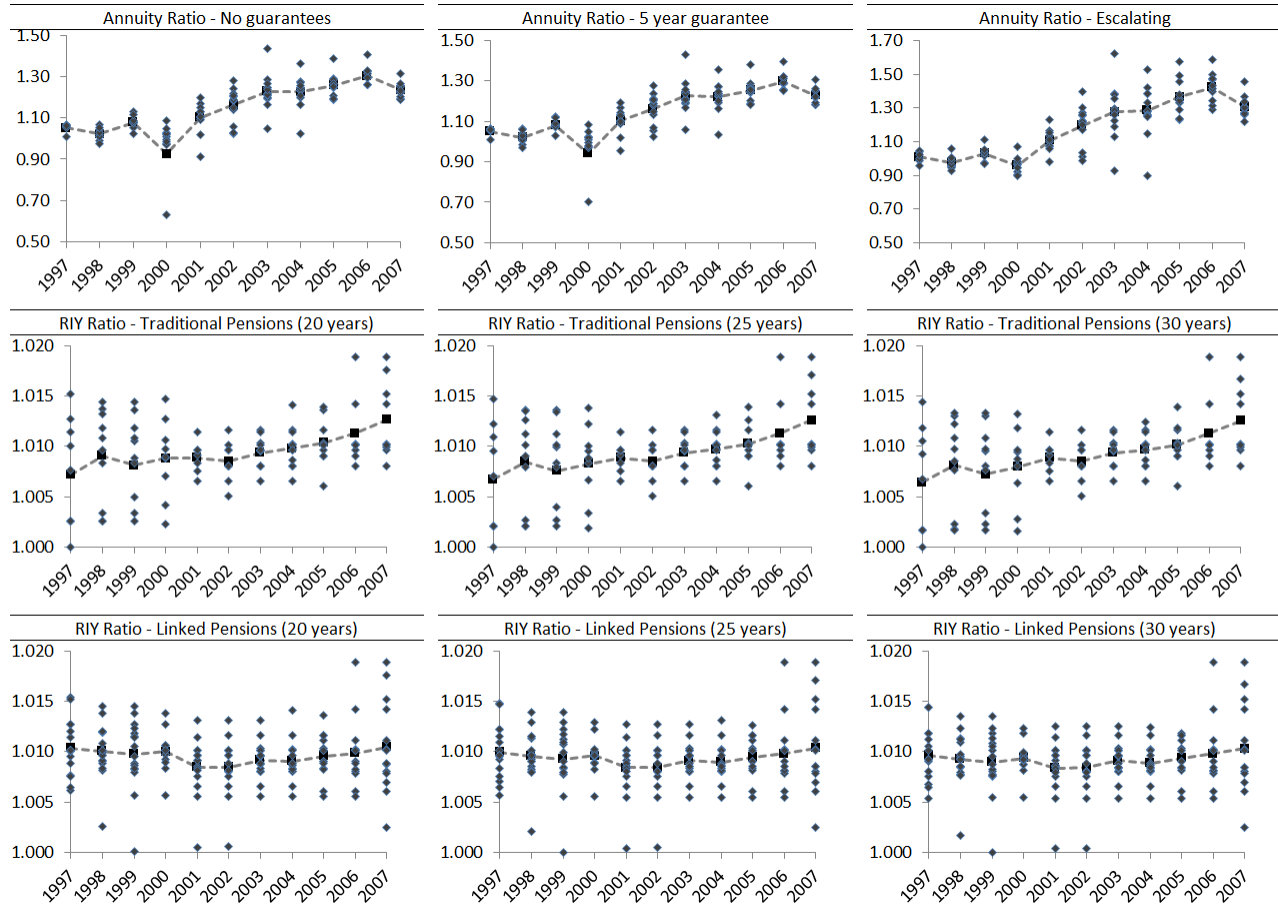 Annuity Ratio - No guarantees
1.50
1.30
1.10
0.90
0.70
0.50
1997 1998 1999 2000 2001 2002 2003 2004 2005 2006 2007
Annuity Ratio - 5 year guarantee
1.50
1.30
1.10
0.90
0.70
0.50
1997 1998 1999 2000 2001 2002 2003 2004 2005 2006 2007
Annuity Ratio - Escalating
1.70
1.50
1.30
1.10
0.90
0.70
0.50
1997 1998 1999 2000 2001 2002 2003 2004 2005 2006 2007
RIY Ratio - Traditional Pensions (20 years)
1.020
1.015
1.010
1.005
1.000
1997 1998 1999 2000 2001 2002 2003 2004 2005 2006 2007
RIY Ratio - Traditional Pensions (25 years)
1.020
1.015
1.010
1.005
1.000
1997 1998 1999 2000 2001 2002 2003 2004 2005 2006 2007
RIY Ratio - Traditional Pensions (30 years)
1.020
1.015
1.010
1.005
1.000
1997 1998 1999 2000 2001 2002 2003 2004 2005 2006 2007
RIY Ratio - Linked Pensions (20 years)
1.020
1.015
1.010
1.005
1.000
1997 1998 1999 2000 2001 2002 2003 2004 2005 2006 2007
RIY Ratio - Linked Pensions (25 years)
1.020
1.015
1.010
1.005
1.000
1997 1998 1999 2000 2001 2002 2003 2004 2005 2006 2007
RIY Ratio - Linked Pensions (30 years)
1.020
1.015
1.010
1.005
1.000
1997 1998 1999 2000 2001 2002 2003 2004 2005 2006 2007